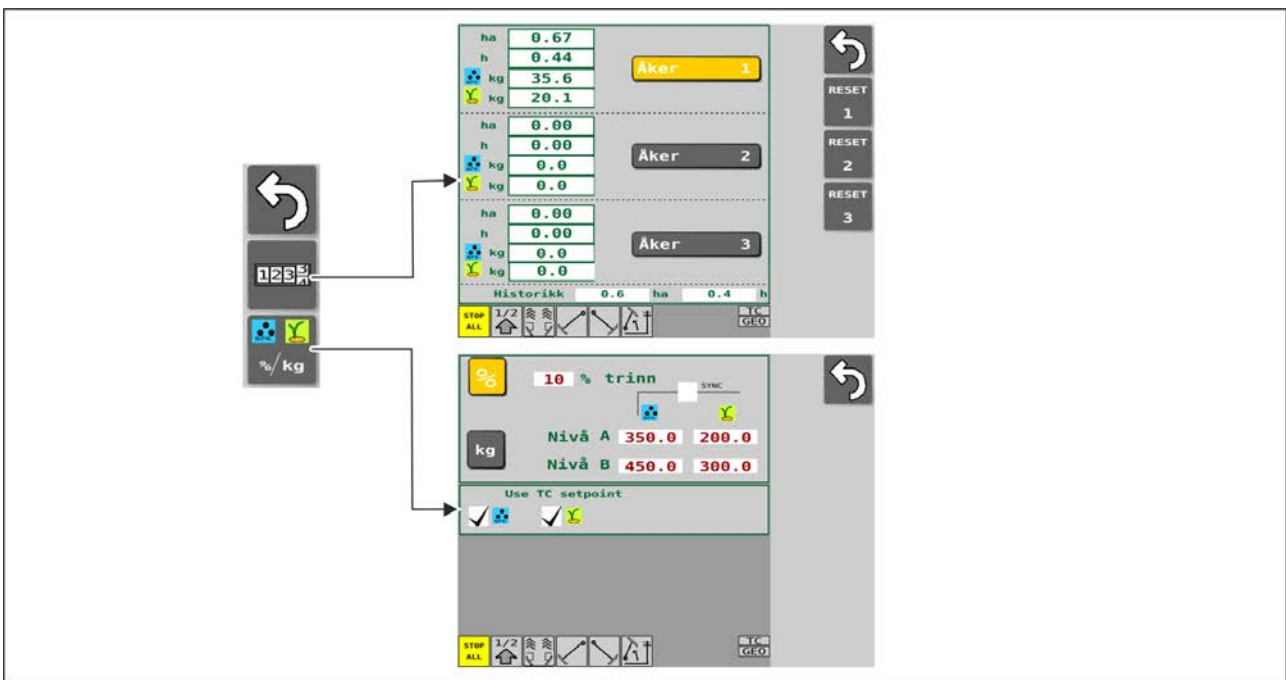 ha 0.67
h 0.44
kg 35.6
kg 20.1
Åker 1
ha 0.00
h 0.00
kg 0.0
kg 0.0
Åker 2
ha 0.00
h 0.00
kg 0.0
kg 0.0
Åker 3
Historikk 0.6 ha 0.4 h
STOP ALL 1/2 TC GEO
RESET
1
RESET
2
RESET
3
123
%/kg
% 10 % trinn
SYNC
kg
Nivå A 350.0 200.0
Nivå B 450.0 300.0
Use TC setpoint
STOP ALL 1/2 TC GEO